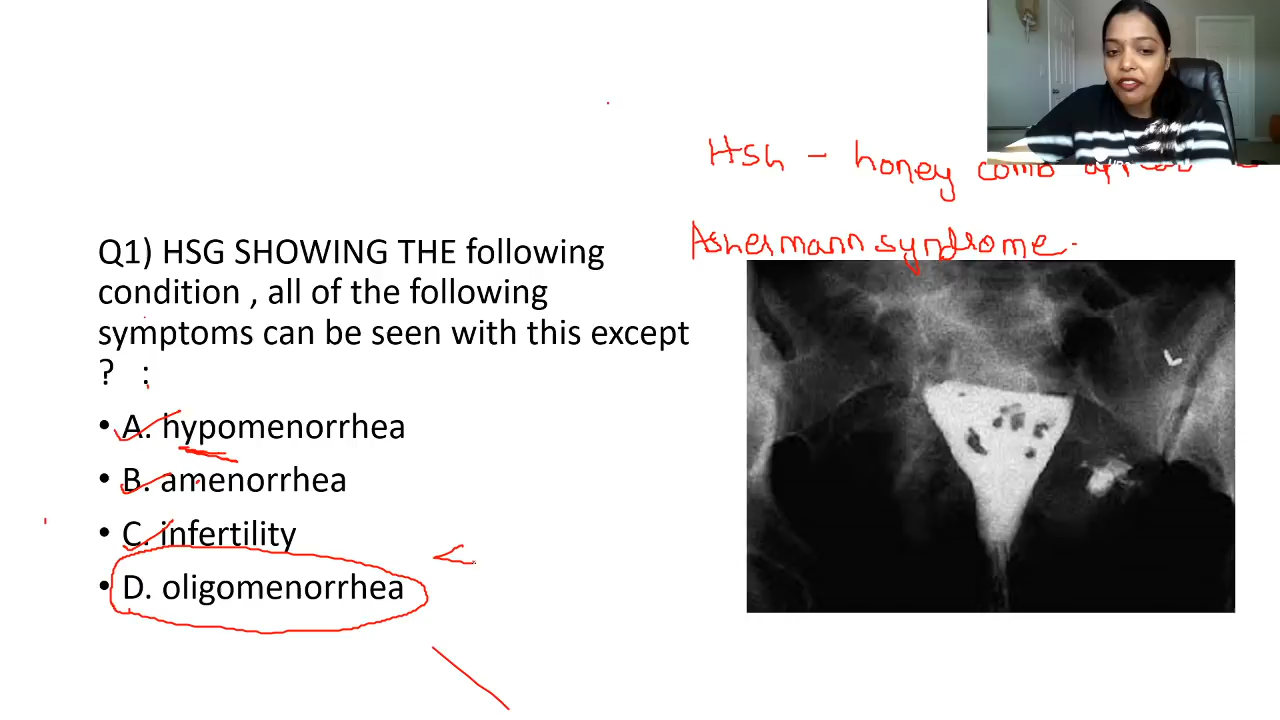 Hsh - honey comb
Ashermann syndrome.
Q1) HSG SHOWING THE following
condition , all of the following
symptoms can be seen with this except
? :
• A. hypomenorrhea
• B. amenorrhea
• C. infertility
• D. oligomenorrhea
<